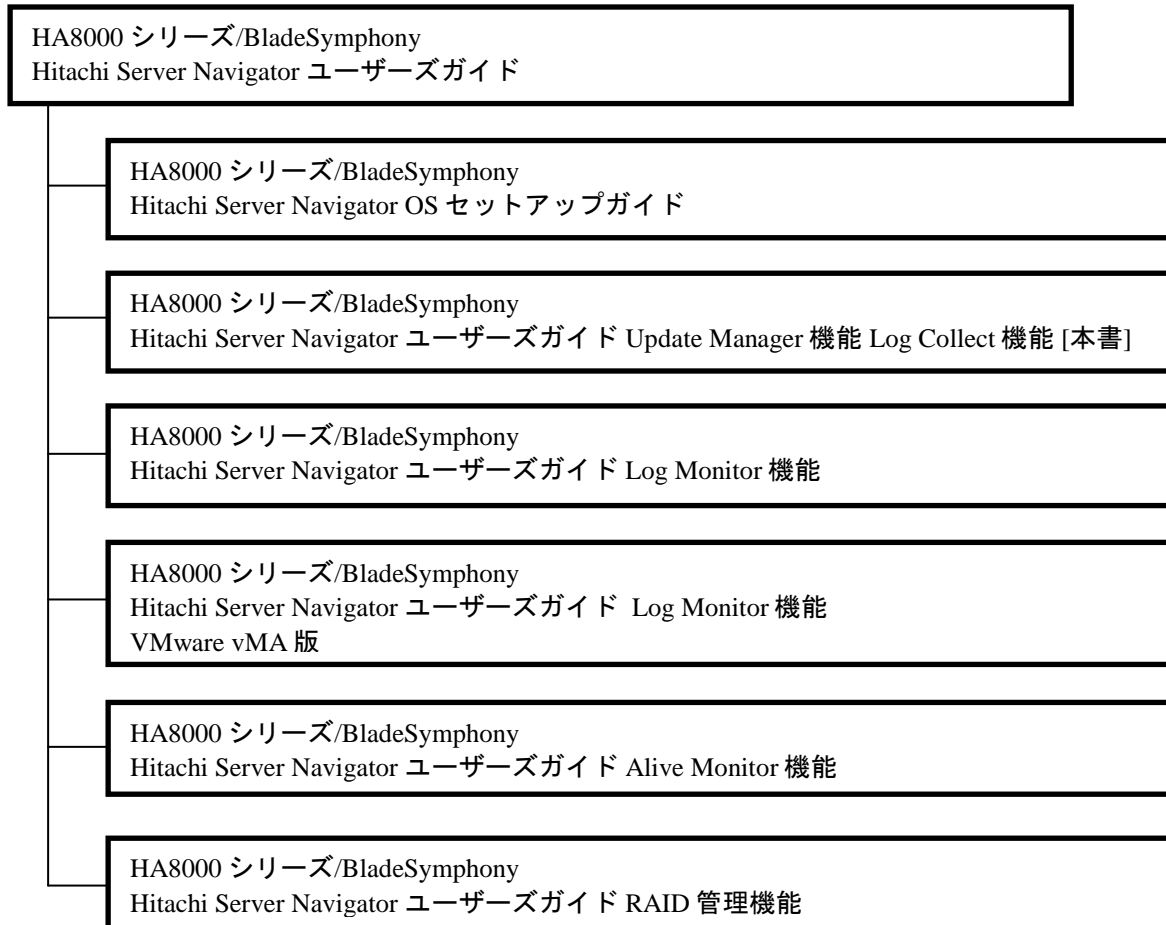 HA8000 シリーズ/BladeSymphony
Hitachi Server Navigator ユーザーズガイド
HA8000 シリーズ/BladeSymphony
Hitachi Server Navigator OS セットアップガイド
HA8000 シリーズ/BladeSymphony
Hitachi Server Navigator ユーザーズガイド Update Manager 機能 Log Collect 機能 [本書]
HA8000 シリーズ/BladeSymphony
Hitachi Server Navigator ユーザーズガイド Log Monitor 機能
HA8000 シリーズ/BladeSymphony
Hitachi Server Navigator ユーザーズガイド Log Monitor 機能
VMware vMA 版
HA8000 シリーズ/BladeSymphony
Hitachi Server Navigator ユーザーズガイド Alive Monitor 機能
HA8000 シリーズ/BladeSymphony
Hitachi Server Navigator ユーザーズガイド RAID 管理機能